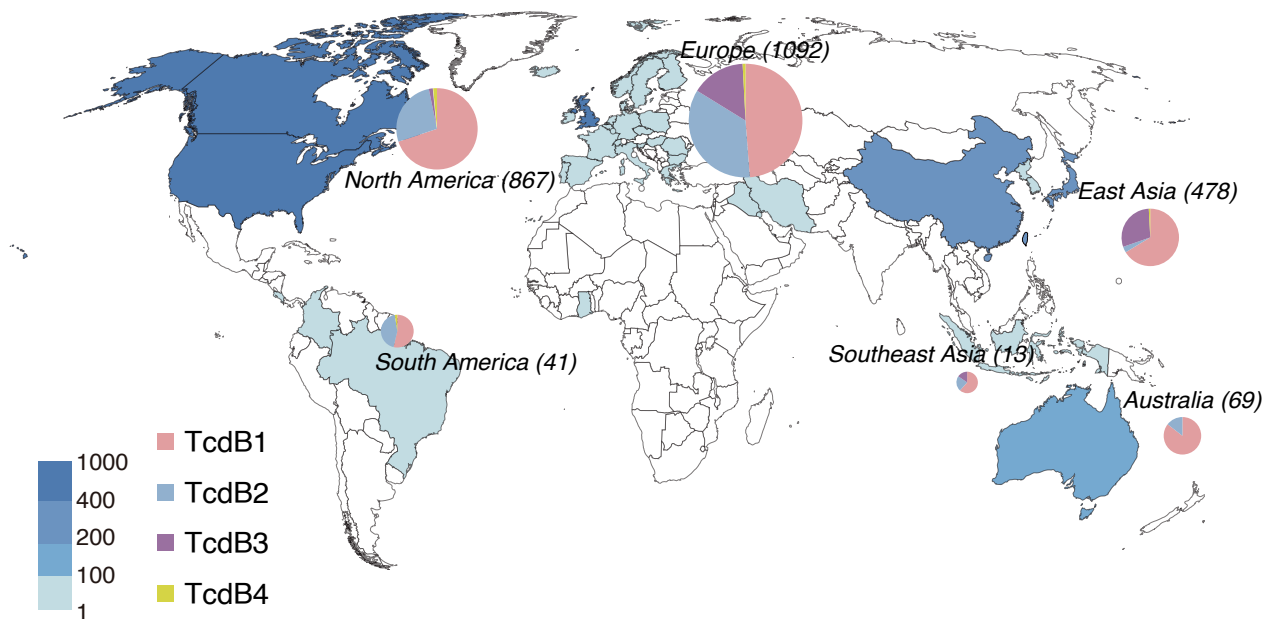 Europe (1092)
North America (867)
East Asia (478)
South America (41)
Southeast Asia (13)
Australia (69)
1000
400
200
100
1
TcdB1
TcdB2
TcdB3
TcdB4